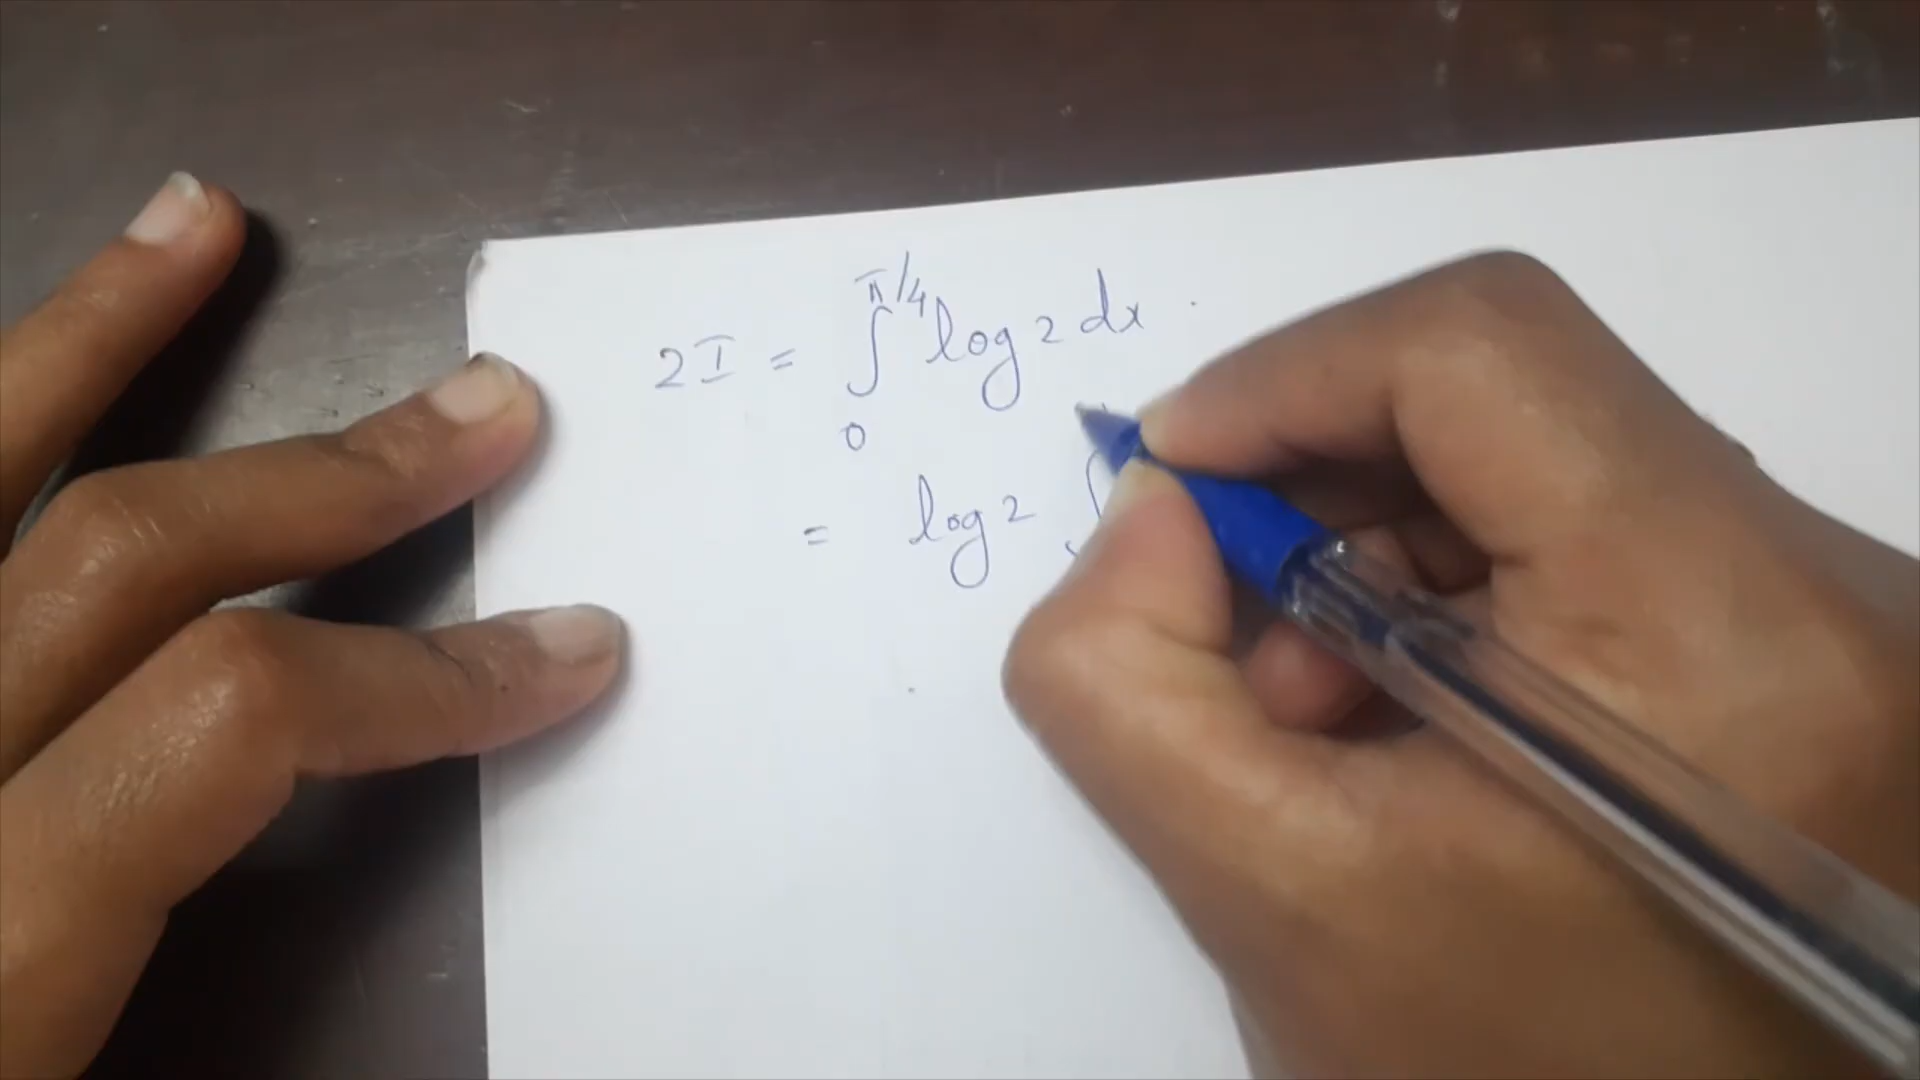 2I = ∫₀^{π/4} log 2 dx
= log 2 ∫